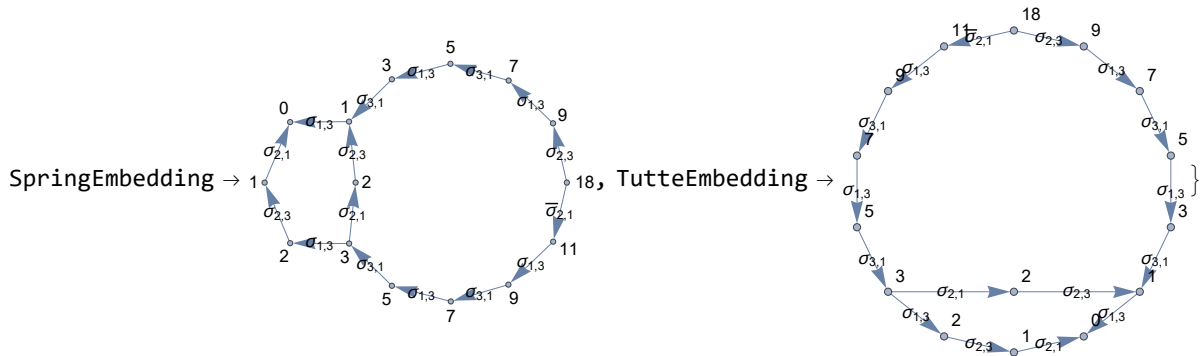 SpringEmbedding →
0
1
3
5
7
9
18
11
9
7
5
3
2
1
2
σ1,3
σ3,1
σ1,3
σ3,1
σ1,3
σ2,3
σ̅2,1
σ1,3
σ3,1
σ1,3
σ3,1
σ1,3
σ2,3
σ2,1
σ2,3
σ2,1
, TutteEmbedding →
18
9
7
5
3
1
0
1
2
3
5
7
9
11
2
σ2,3
σ1,3
σ3,1
σ1,3
σ3,1
σ1,3
σ2,1
σ2,3
σ1,3
σ3,1
σ1,3
σ3,1
σ1,3
σ̅2,1
σ2,1
σ2,3
}